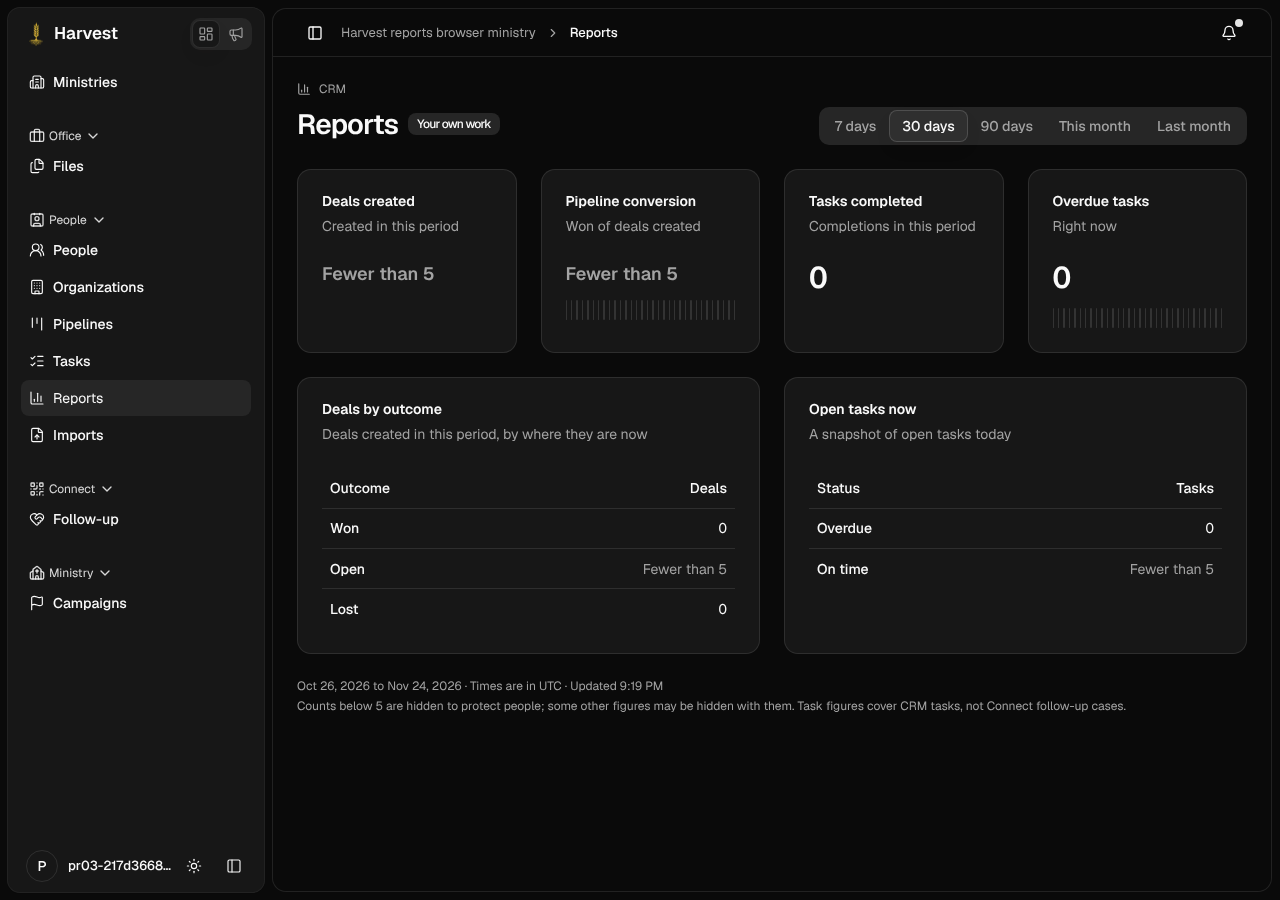 Harvest
Ministries
Office
Files
People
People
Organizations
Pipelines
Tasks
Reports
Imports
Connect
Follow-up
Ministry
Campaigns
P
pr03-217d3668...
Harvest reports browser ministry
Reports
CRM
Reports
Your own work
7 days
30 days
90 days
This month
Last month
Deals created
Created in this period
Fewer than 5
Pipeline conversion
Won of deals created
Fewer than 5
Tasks completed
Completions in this period
0
Overdue tasks
Right now
0
Deals by outcome
Deals created in this period, by where they are now
Outcome Deals
Won 0
Open Fewer than 5
Lost 0
Open tasks now
A snapshot of open tasks today
Status Tasks
Overdue 0
On time Fewer than 5
Oct 26, 2026 to Nov 24, 2026 · Times are in UTC · Updated 9:19 PM
Counts below 5 are hidden to protect people; some other figures may be hidden with them. Task figures cover CRM tasks, not Connect follow-up cases.